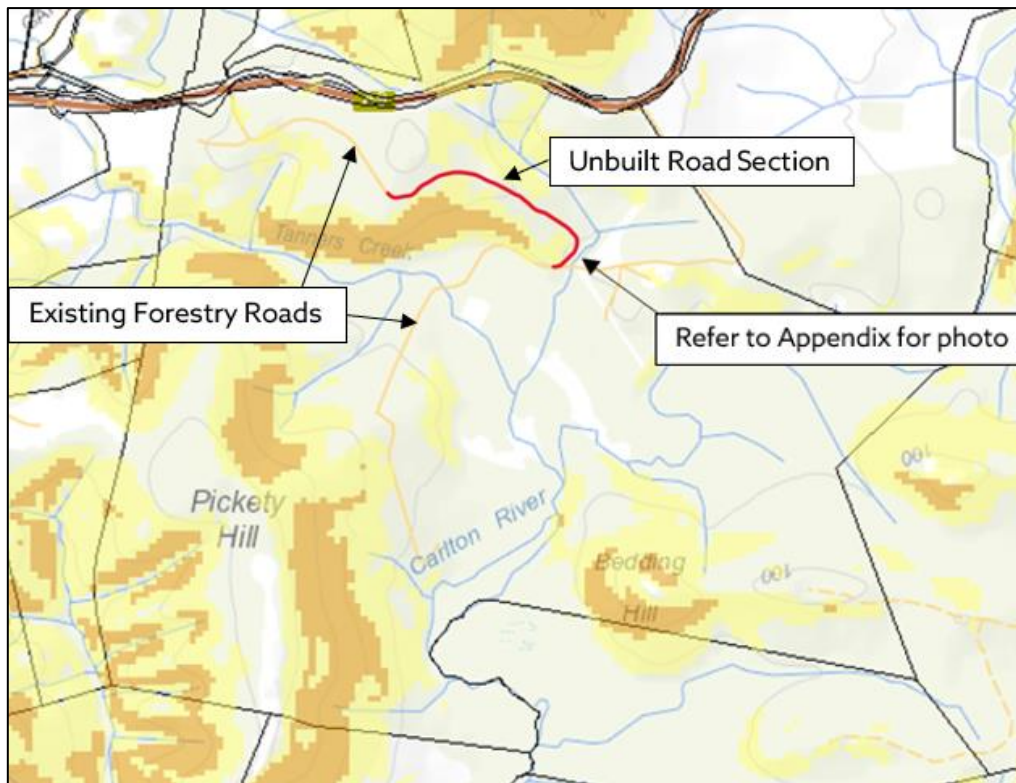 Unbuilt Road Section
Tanners Creek
Existing Forestry Roads
Refer to Appendix for photo
100
Pickety
Hill
Carlton River
Bedding
Hill
100